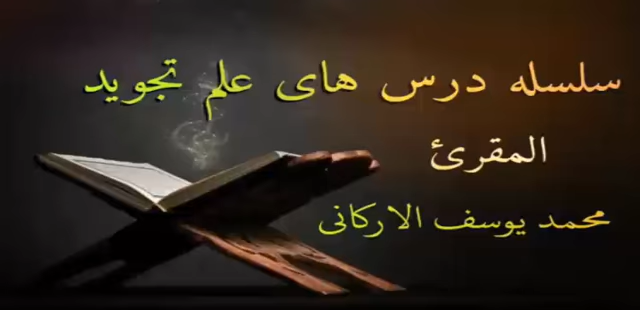 سلسله درس های علم تجوید
المقرئ
محمد یوسف الارکانی